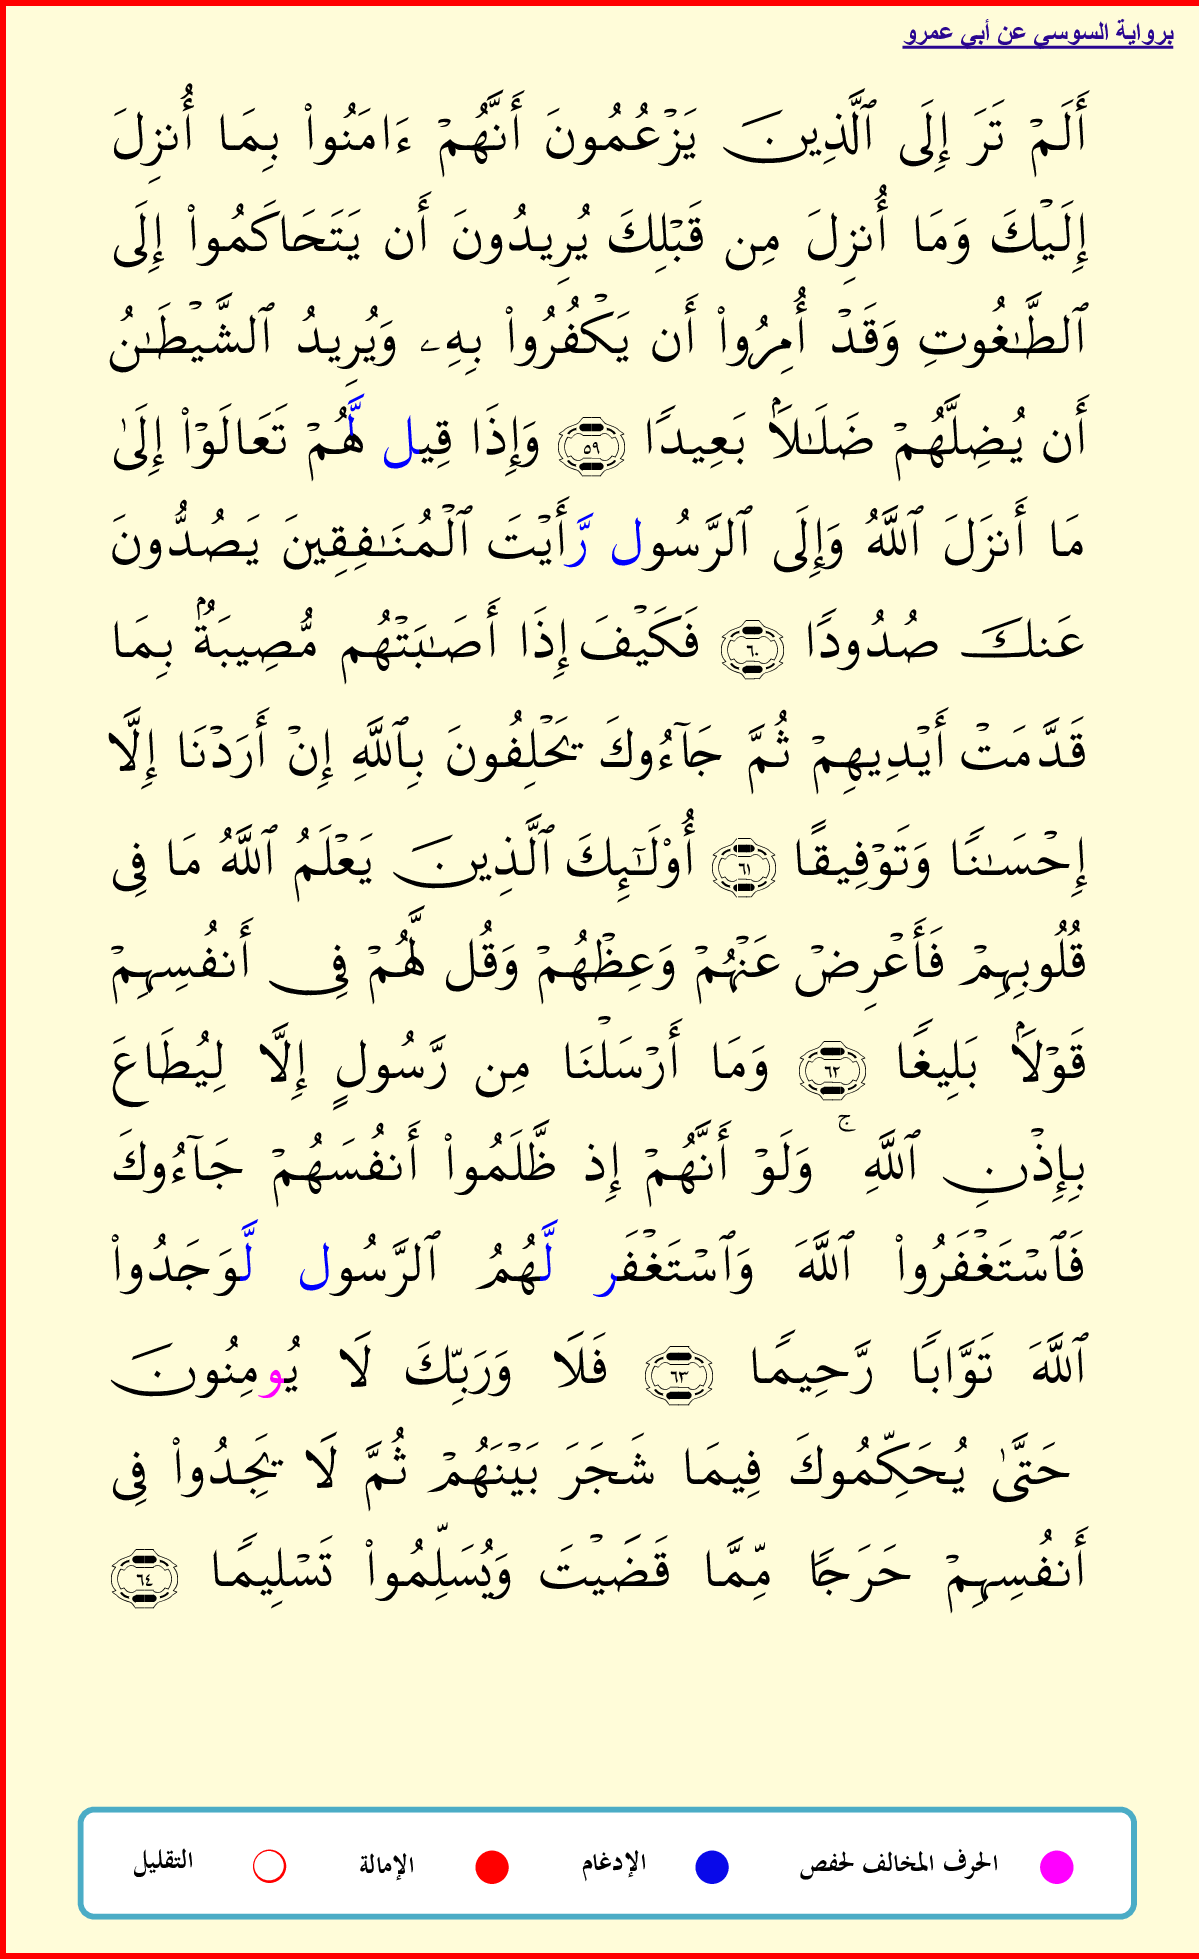 برواية السوسي عن أبي عمرو
أَلَمْ تَرَ إِلَى ٱلَّذِينَ يَزْعُمُونَ أَنَّهُمْ ءَامَنُوا۟ بِمَا أُنزِلَ
إِلَيْكَ وَمَا أُنزِلَ مِن قَبْلِكَ يُرِيدُونَ أَن يَتَحَاكَمُوا۟ إِلَى
ٱلطَّٰغُوتِ وَقَدْ أُمِرُوا۟ أَن يَكْفُرُوا۟ بِهِۦ وَيُرِيدُ ٱلشَّيْطَٰنُ
أَن يُضِلَّهُمْ ضَلَٰلَۢا بَعِيدًا ٥٩ وَإِذَا قِيل لَّهُمْ تَعَالَوْا۟ إِلَىٰ
مَا أَنزَلَ ٱللَّهُ وَإِلَى ٱلرَّسُول رَّأَيْتَ ٱلْمُنَٰفِقِينَ يَصُدُّونَ
عَنكَ صُدُودًا ٦٠ فَكَيْفَ إِذَا أَصَٰبَتْهُم مُّصِيبَةُۢ بِمَا
قَدَّمَتْ أَيْدِيهِمْ ثُمَّ جَآءُوكَ يَحْلِفُونَ بِٱللَّهِ إِنْ أَرَدْنَا إِلَّا
إِحْسَٰنًا وَتَوْفِيقًا ٦١ أُو۟لَٰٓئِكَ ٱلَّذِينَ يَعْلَمُ ٱللَّهُ مَا فِى
قُلُوبِهِمْ فَأَعْرِضْ عَنْهُمْ وَعِظْهُمْ وَقُل لَّهُمْ فِى أَنفُسِهِمْ
قَوْلَۢا بَلِيغًا ٦٢ وَمَا أَرْسَلْنَا مِن رَّسُولٍ إِلَّا لِيُطَاعَ
بِإِذْنِ ٱللَّهِ ۚ وَلَوْ أَنَّهُمْ إِذ ظَّلَمُوا۟ أَنفُسَهُمْ جَآءُوكَ
فَٱسْتَغْفَرُوا۟ ٱللَّهَ وَٱسْتَغْفَر لَّهُمُ ٱلرَّسُول لَّوَجَدُوا۟
ٱللَّهَ تَوَّابًا رَّحِيمًا ٦٣ فَلَا وَرَبِّكَ لَا يُومِنُونَ
حَتَّىٰ يُحَكِّمُوكَ فِيمَا شَجَرَ بَيْنَهُمْ ثُمَّ لَا يَجِدُوا۟ فِى
أَنفُسِهِمْ حَرَجًا مِّمَّا قَضَيْتَ وَيُسَلِّمُوا۟ تَسْلِيمًا ٦٤
الحرف المخالف لحفص الإدغام الإمالة التقليل